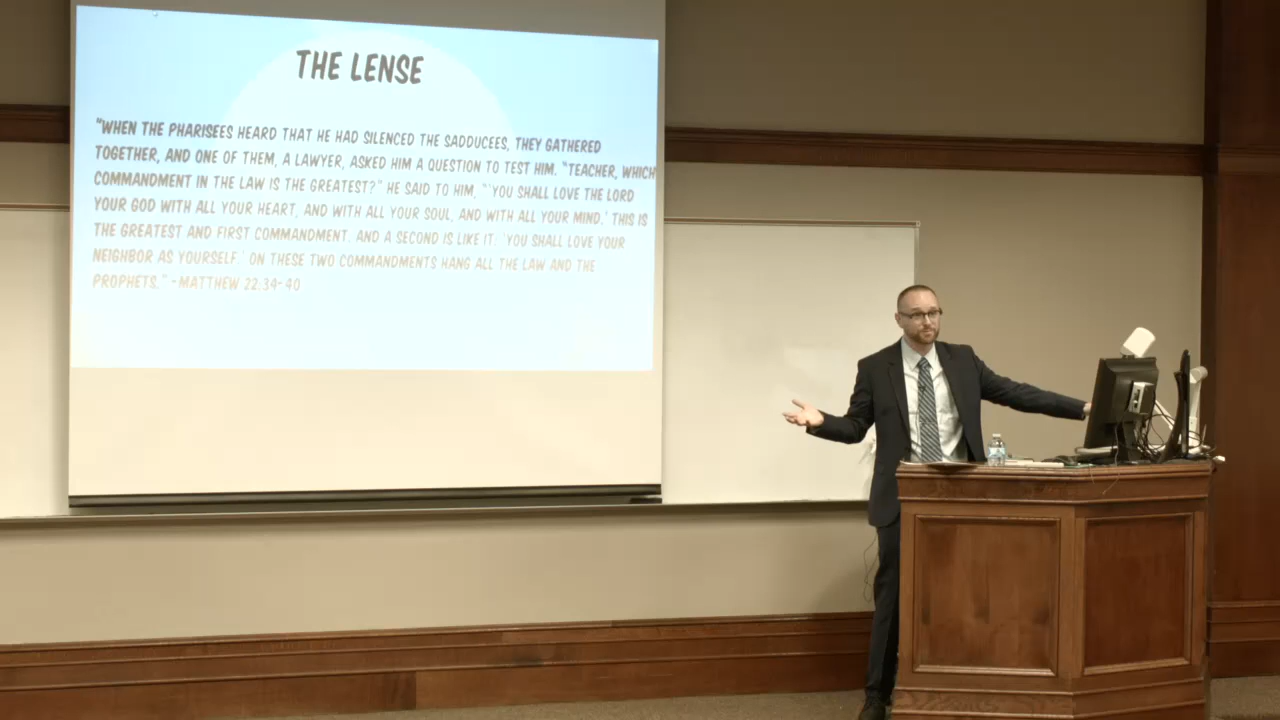 THE LENSE
"WHEN THE PHARISEES HEARD THAT HE HAD SILENCED THE SADDUCEES, THEY GATHERED
TOGETHER, AND ONE OF THEM, A LAWYER, ASKED HIM A QUESTION TO TEST HIM. "TEACHER, WHICH
COMMANDMENT IN THE LAW IS THE GREATEST?" HE SAID TO HIM, "'YOU SHALL LOVE THE LORD
YOUR GOD WITH ALL YOUR HEART, AND WITH ALL YOUR SOUL, AND WITH ALL YOUR MIND.' THIS IS
THE GREATEST AND FIRST COMMANDMENT. AND A SECOND IS LIKE IT: 'YOU SHALL LOVE YOUR
NEIGHBOR AS YOURSELF.' ON THESE TWO COMMANDMENTS HANG ALL THE LAW AND THE
PROPHETS." -MATTHEW 22.34-40